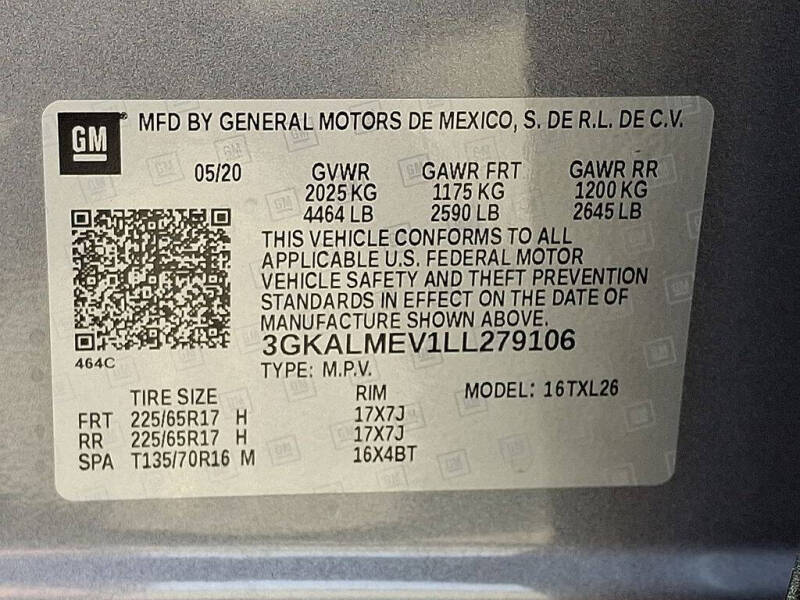 GM MFD BY GENERAL MOTORS DE MEXICO, S. DE R.L. DE C.V.
05/20 GVWR GAWR FRT GAWR RR
2025 KG 1175 KG 1200 KG
4464 LB 2590 LB 2645 LB
THIS VEHICLE CONFORMS TO ALL
APPLICABLE U.S. FEDERAL MOTOR
VEHICLE SAFETY AND THEFT PREVENTION
STANDARDS IN EFFECT ON THE DATE OF
MANUFACTURE SHOWN ABOVE.
3GKALMEV1LL279106
464C
TYPE: M.P.V.
TIRE SIZE RIM MODEL: 16TXL26
FRT 225/65R17 H 17X7J
RR 225/65R17 H 17X7J
SPA T135/70R16 M 16X4BT